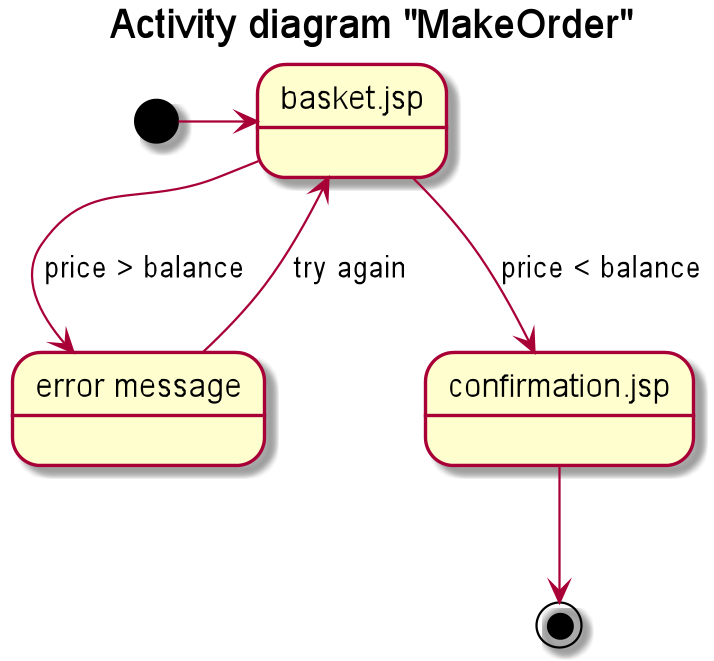 Activity diagram "MakeOrder"
basket.jsp
price > balance
try again
price < balance
error message
confirmation.jsp